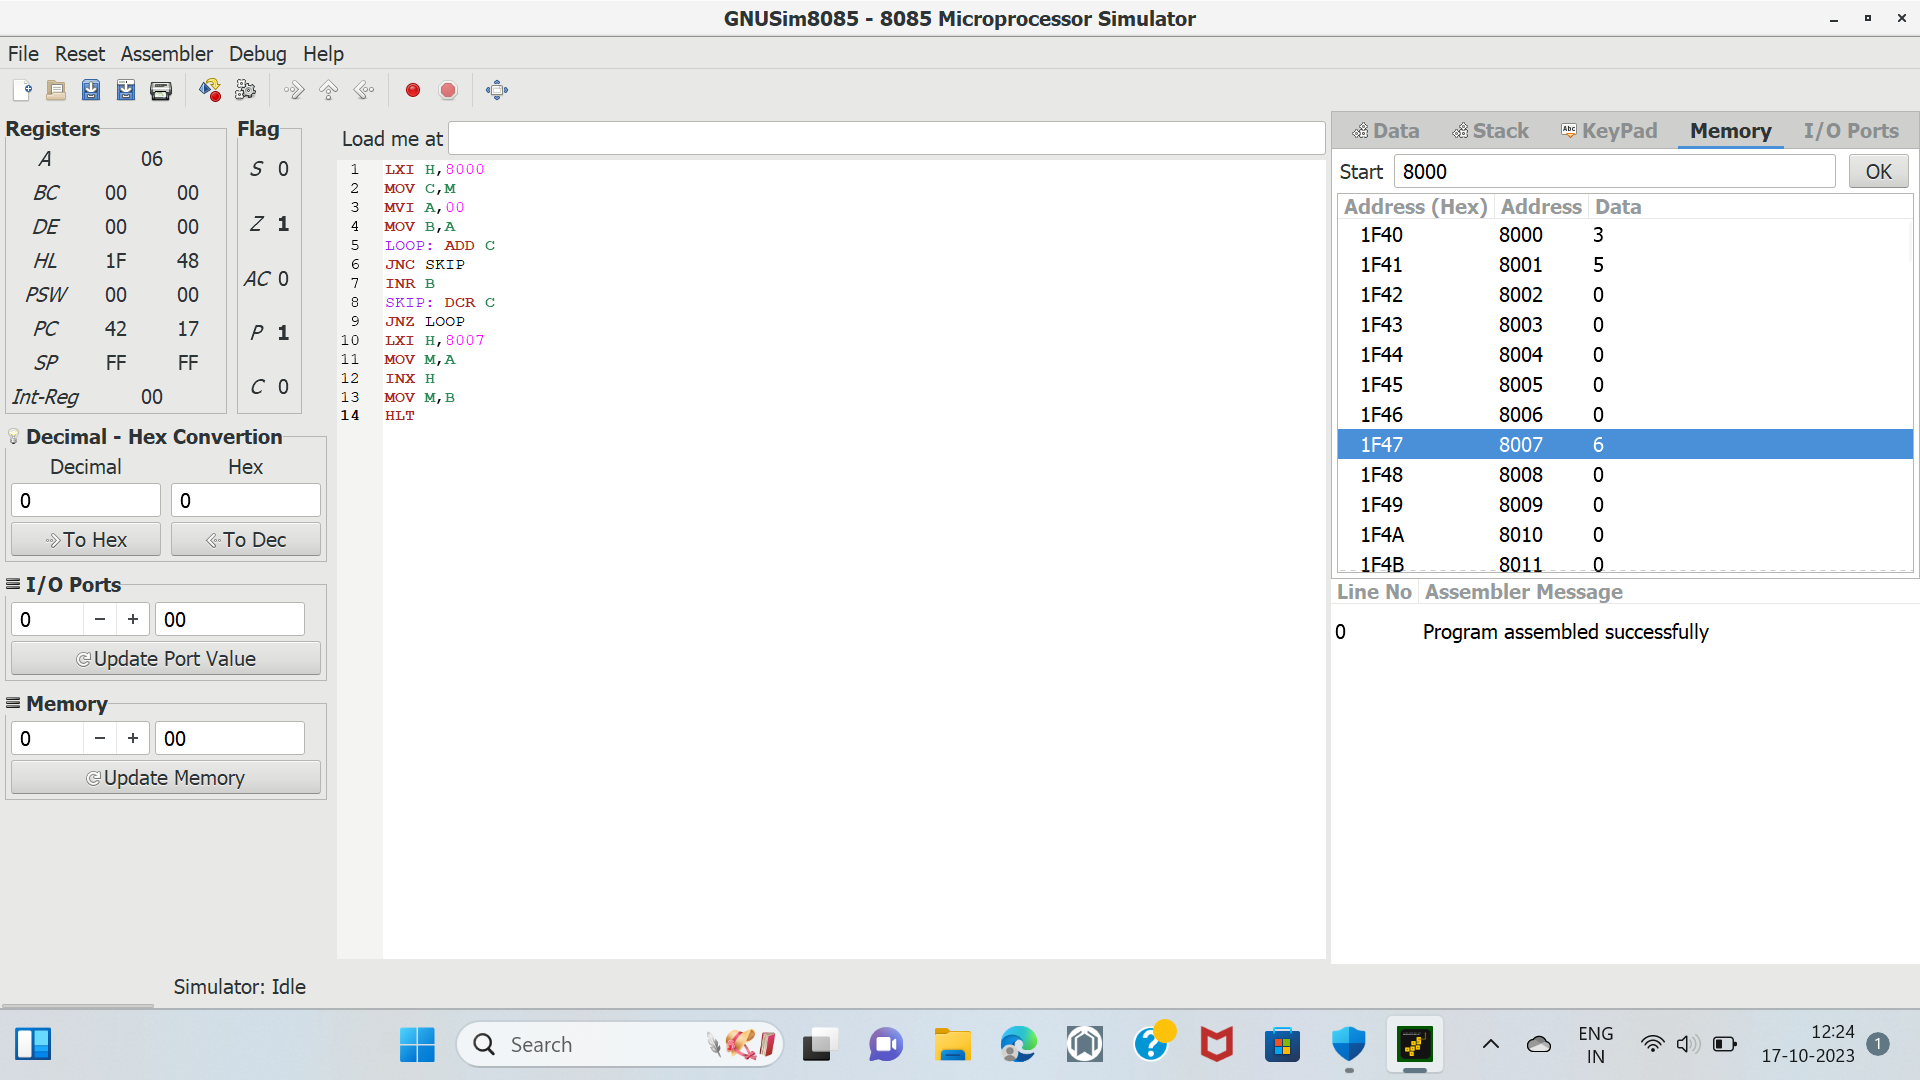 GNUSim8085 - 8085 Microprocessor Simulator
File Reset Assembler Debug Help
Registers
A 06
BC 00 00
DE 00 00
HL 1F 48
PSW 00 00
PC 42 17
SP FF FF
Int-Reg 00
Flag
S 0
Z 1
AC 0
P 1
C 0
Decimal - Hex Convertion
Decimal Hex
0 0
To Hex To Dec
I/O Ports
0 − + 00
Update Port Value
Memory
0 − + 00
Update Memory
Load me at
1 LXI H,8000
2 MOV C,M
3 MVI A,00
4 MOV B,A
5 LOOP: ADD C
6 JNC SKIP
7 INR B
8 SKIP: DCR C
9 JNZ LOOP
10 LXI H,8007
11 MOV M,A
12 INX H
13 MOV M,B
14 HLT
Data Stack Abc KeyPad Memory I/O Ports
Start 8000 OK
Address (Hex) Address Data
1F40 8000 3
1F41 8001 5
1F42 8002 0
1F43 8003 0
1F44 8004 0
1F45 8005 0
1F46 8006 0
1F47 8007 6
1F48 8008 0
1F49 8009 0
1F4A 8010 0
1F4B 8011 0
Line No Assembler Message
0 Program assembled successfully
Simulator: Idle
Search
ENG
IN
12:24
17-10-2023
1